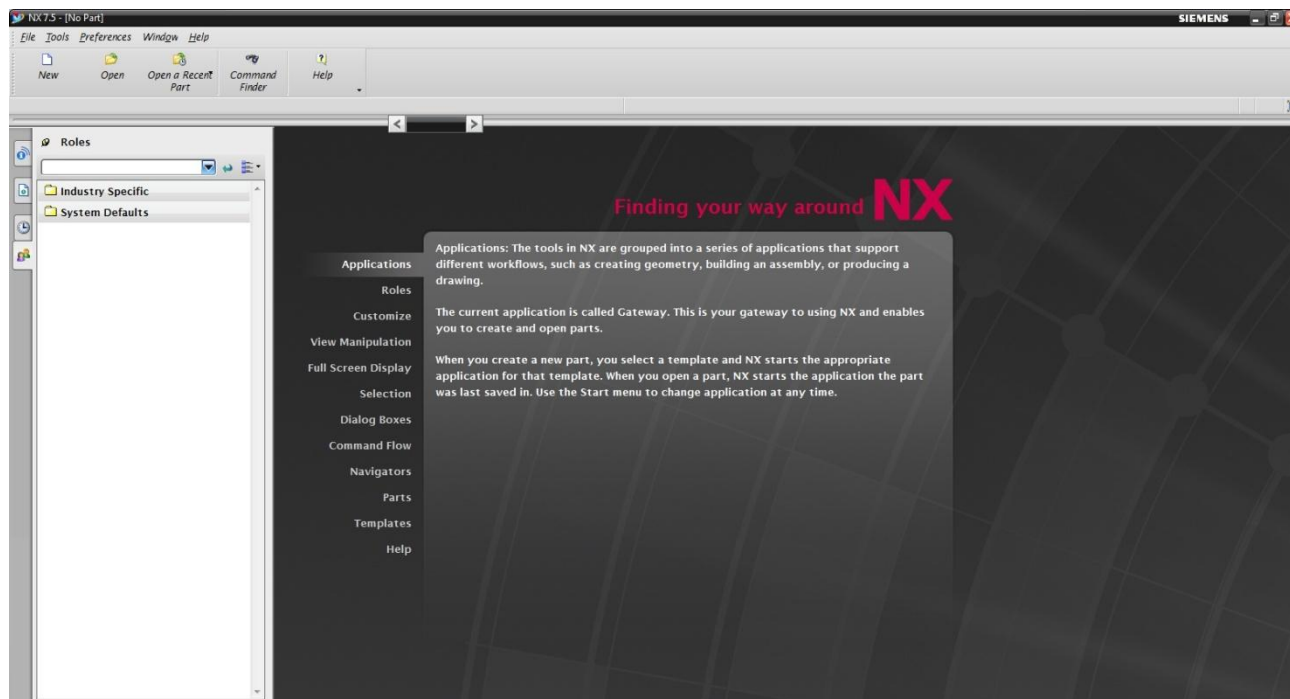 NX 7.5 - [No Part]
SIEMENS
File Tools Preferences Window Help
New
Open
Open a Recent
Part
Command
Finder
Help
Roles
Industry Specific
System Defaults
Finding your way around NX
Applications
Roles
Customize
View Manipulation
Full Screen Display
Selection
Dialog Boxes
Command Flow
Navigators
Parts
Templates
Help
Applications: The tools in NX are grouped into a series of applications that support
different workflows, such as creating geometry, building an assembly, or producing a
drawing.
The current application is called Gateway. This is your gateway to using NX and enables
you to create and open parts.
When you create a new part, you select a template and NX starts the appropriate
application for that template. When you open a part, NX starts the application the part
was last saved in. Use the Start menu to change application at any time.